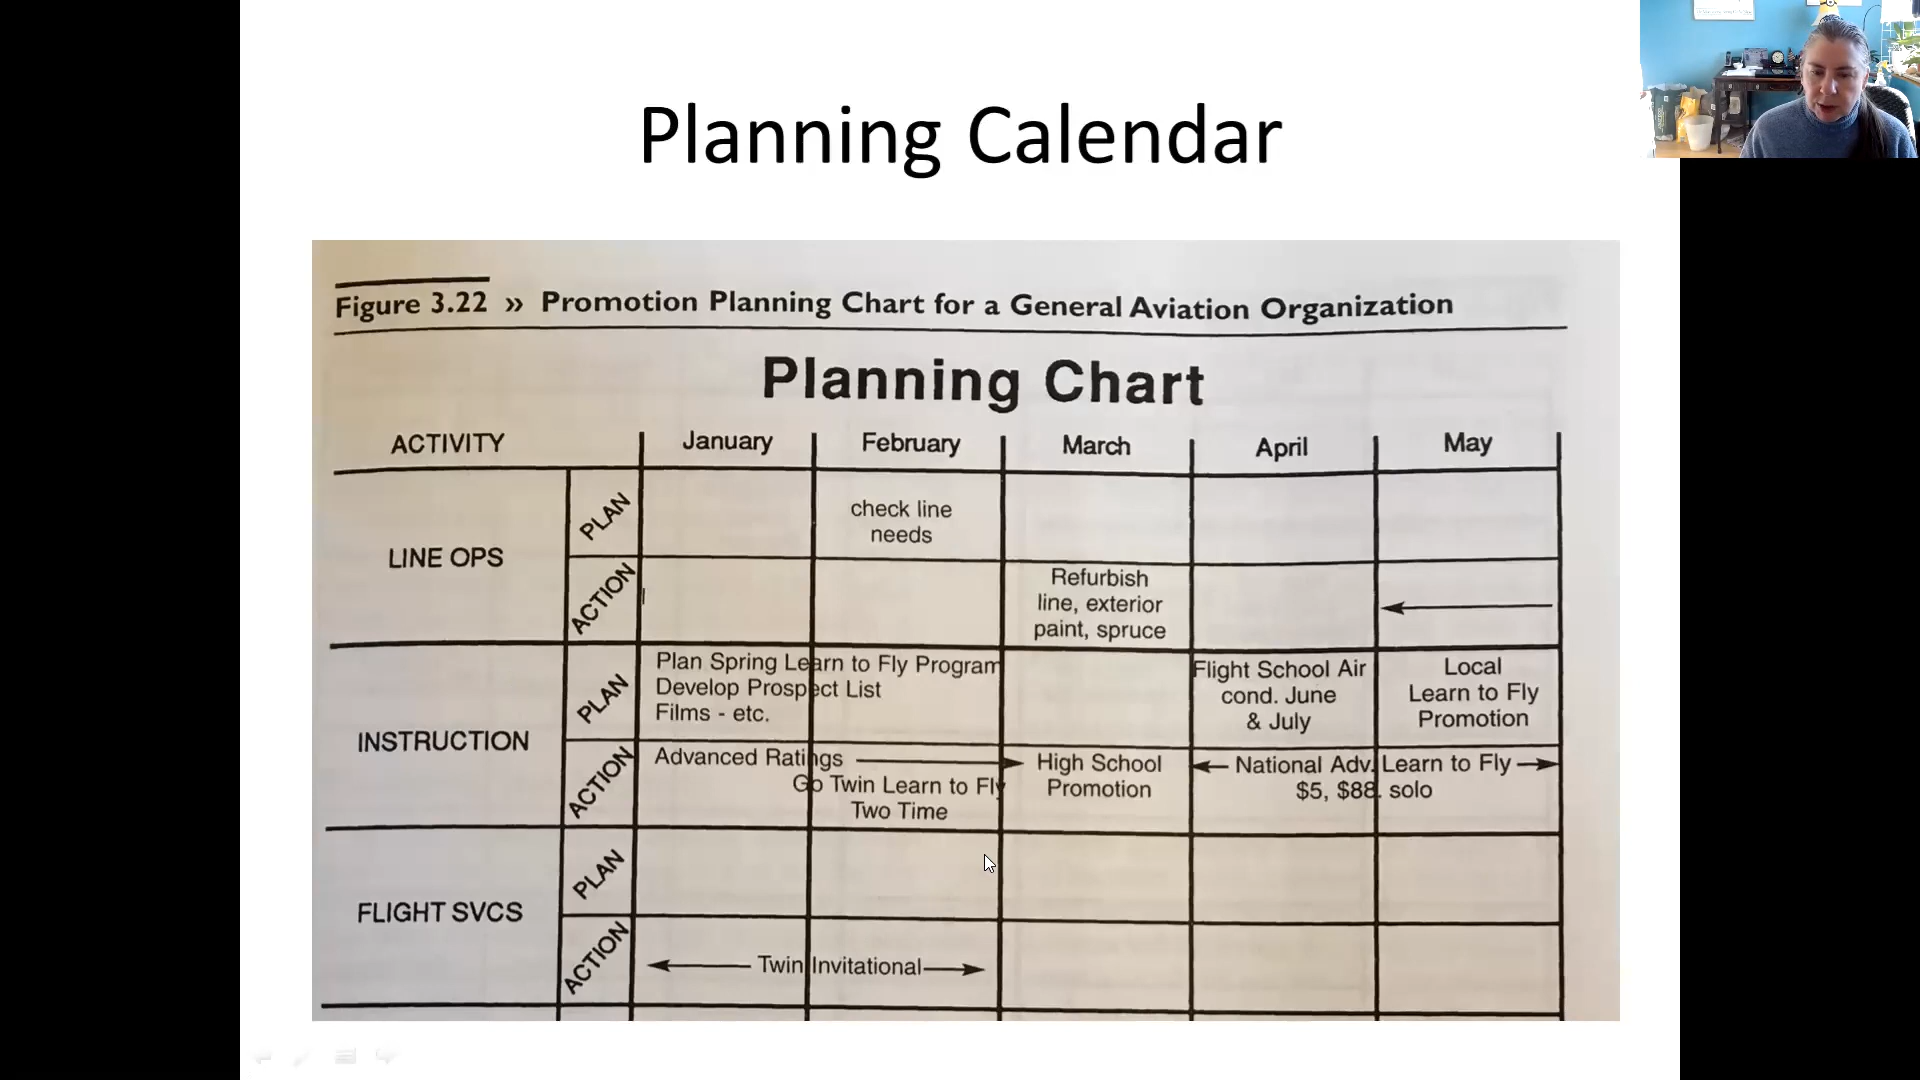 Planning Calendar
Figure 3.22 » Promotion Planning Chart for a General Aviation Organization
Planning Chart
ACTIVITY January February March April May
LINE OPS
PLAN
check line
needs
ACTION
Refurbish
line, exterior
paint, spruce
INSTRUCTION
PLAN
Plan Spring Learn to Fly Program
Develop Prospect List
Films - etc.
Flight School Air
cond. June
& July
Local
Learn to Fly
Promotion
ACTION
Advanced Ratings
Go Twin Learn to Fly
Two Time
High School
Promotion
National Adv. Learn to Fly
$5, $88. solo
FLIGHT SVCS
PLAN
ACTION
Twin Invitational